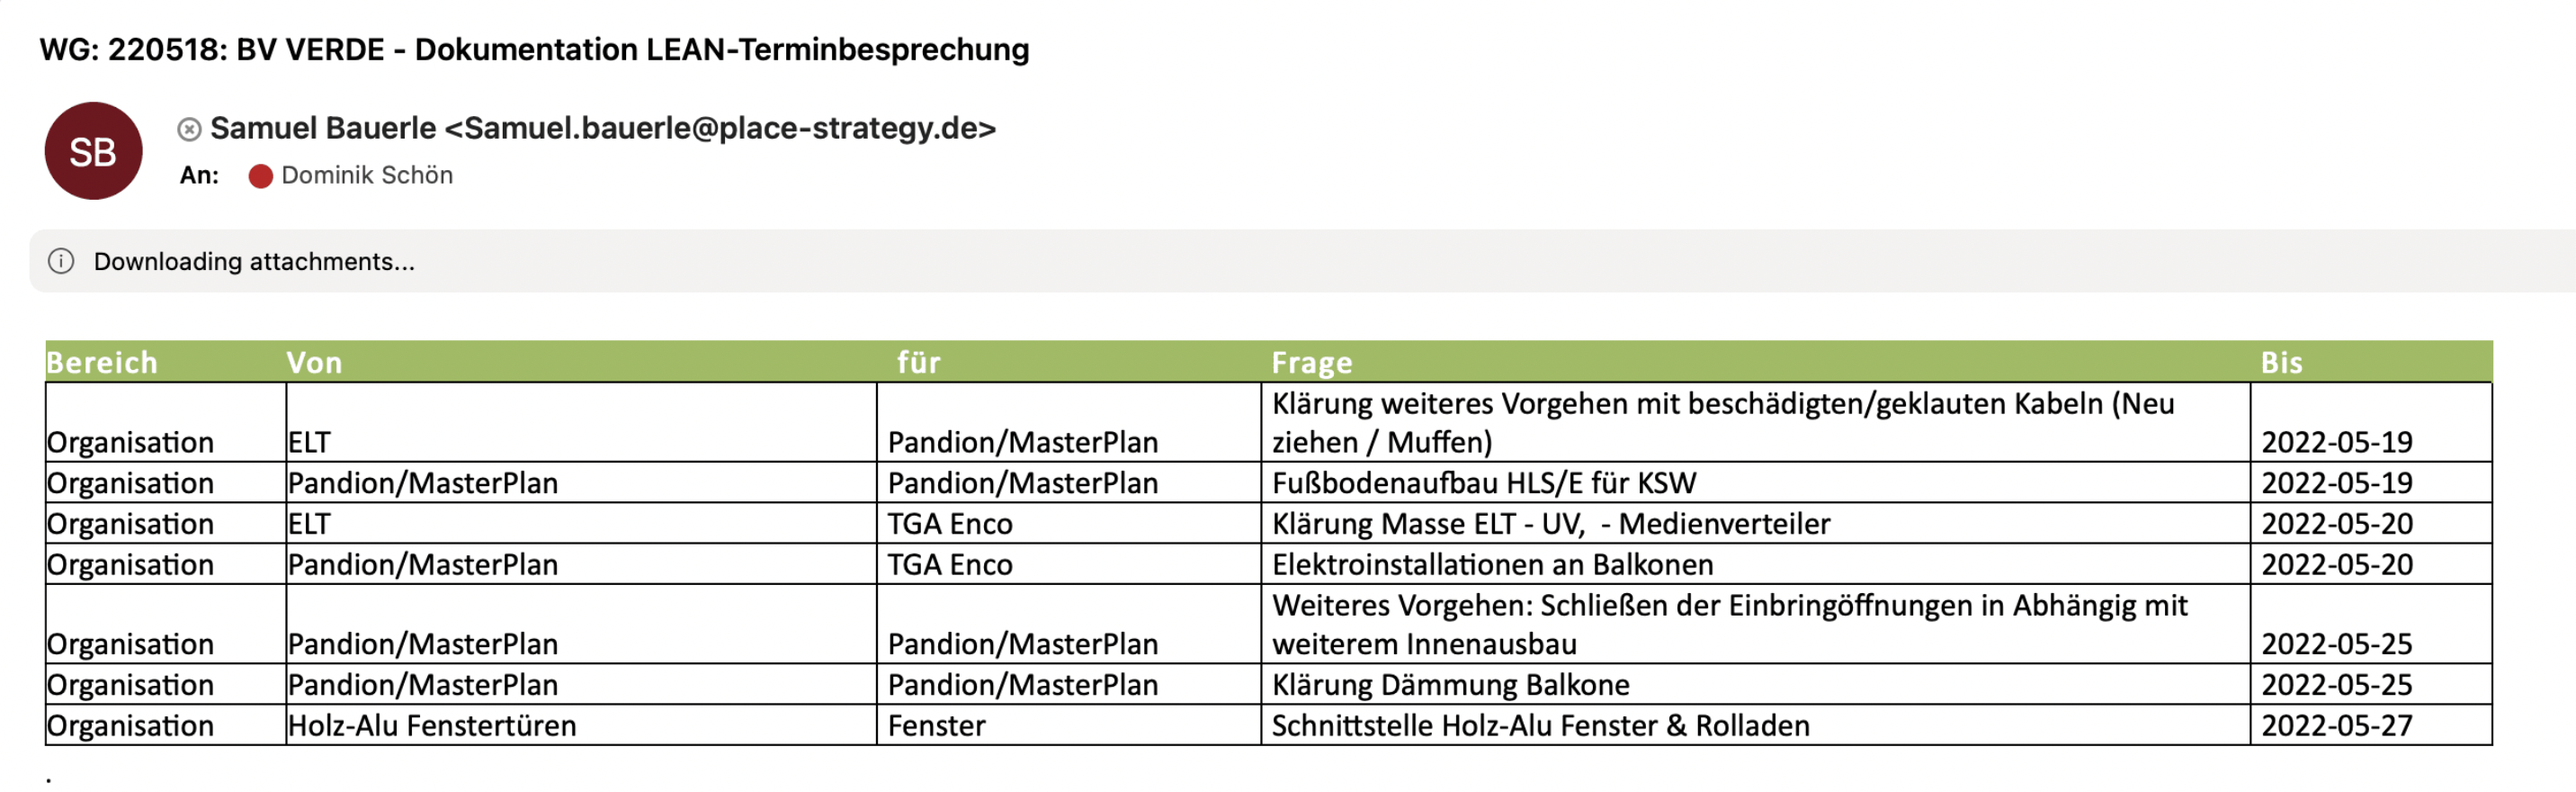 WG: 220518: BV VERDE - Dokumentation LEAN-Terminbesprechung
SB
Samuel Bauerle <Samuel.bauerle@place-strategy.de>
An: Dominik Schön
Downloading attachments...
Bereich Von für Frage Bis
Klärung weiteres Vorgehen mit beschädigten/geklauten Kabeln (Neu
Organisation ELT Pandion/MasterPlan ziehen / Muffen) 2022-05-19
Organisation Pandion/MasterPlan Pandion/MasterPlan Fußbodenaufbau HLS/E für KSW 2022-05-19
Organisation ELT TGA Enco Klärung Masse ELT - UV,  - Medienverteiler 2022-05-20
Organisation Pandion/MasterPlan TGA Enco Elektroinstallationen an Balkonen 2022-05-20
Weiteres Vorgehen: Schließen der Einbringöffnungen in Abhängig mit
Organisation Pandion/MasterPlan Pandion/MasterPlan weiterem Innenausbau 2022-05-25
Organisation Pandion/MasterPlan Pandion/MasterPlan Klärung Dämmung Balkone 2022-05-25
Organisation Holz-Alu Fenstertüren Fenster Schnittstelle Holz-Alu Fenster & Rolladen 2022-05-27
.